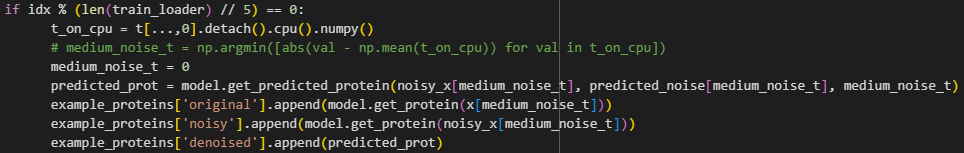 if idx % (len(train_loader) // 5) == 0:
t_on_cpu = t[...,0].detach().cpu().numpy()
# medium_noise_t = np.argmin([abs(val - np.mean(t_on_cpu)) for val in t_on_cpu])
medium_noise_t = 0
predicted_prot = model.get_predicted_protein(noisy_x[medium_noise_t], predicted_noise[medium_noise_t], medium_noise_t)
example_proteins['original'].append(model.get_protein(x[medium_noise_t]))
example_proteins['noisy'].append(model.get_protein(noisy_x[medium_noise_t]))
example_proteins['denoised'].append(predicted_prot)